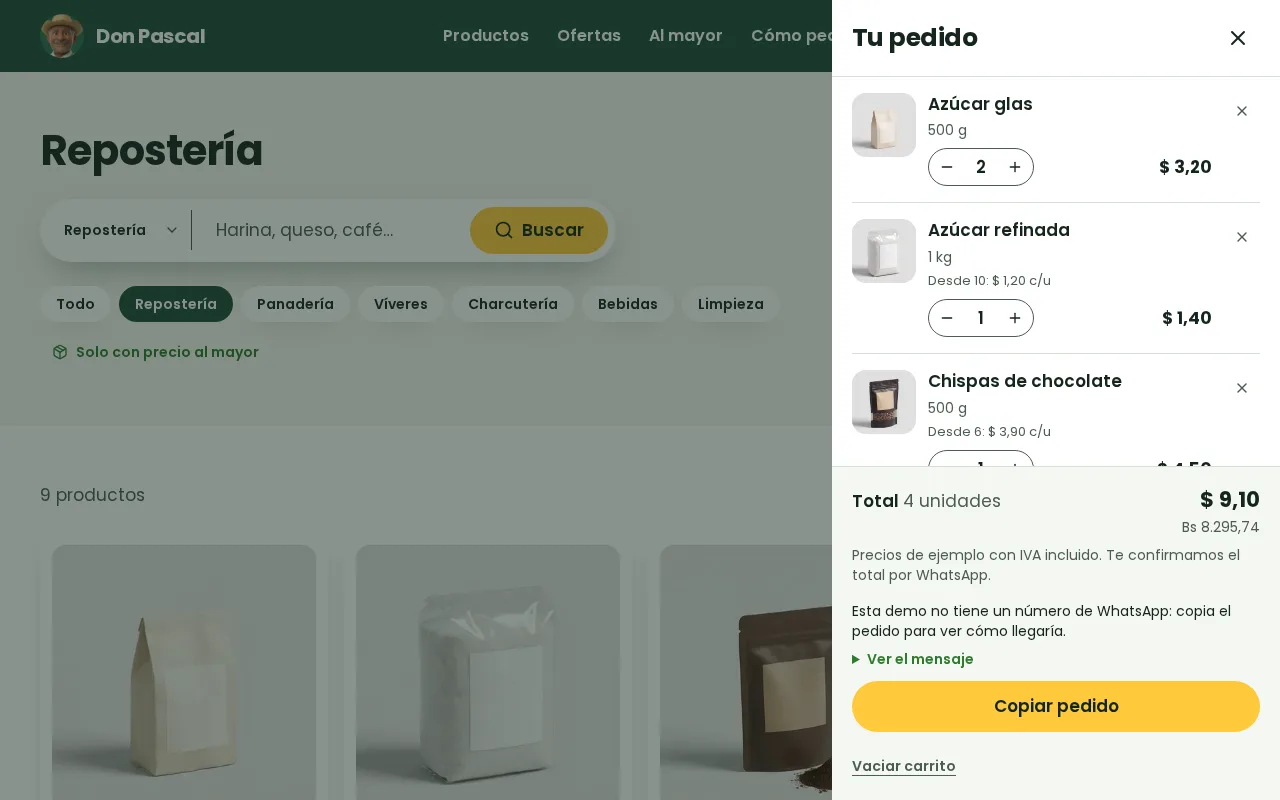 Don Pascal
Productos
Ofertas
Al mayor
Tu pedido
Repostería
Repostería
Harina, queso, café...
Buscar
Todo
Repostería
Panadería
Víveres
Charcutería
Bebidas
Limpieza
Solo con precio al mayor
9 productos
Azúcar glas
500 g
2
$ 3,20
Azúcar refinada
1 kg
Desde 10: $ 1,20 c/u
1
$ 1,40
Chispas de chocolate
500 g
Desde 6: $ 3,90 c/u
Total 4 unidades
$ 9,10
Bs 8.295,74
Precios de ejemplo con IVA incluido. Te confirmamos el
total por WhatsApp.
Esta demo no tiene un número de WhatsApp: copia el
pedido para ver cómo llegaría.
Ver el mensaje
Copiar pedido
Vaciar carrito